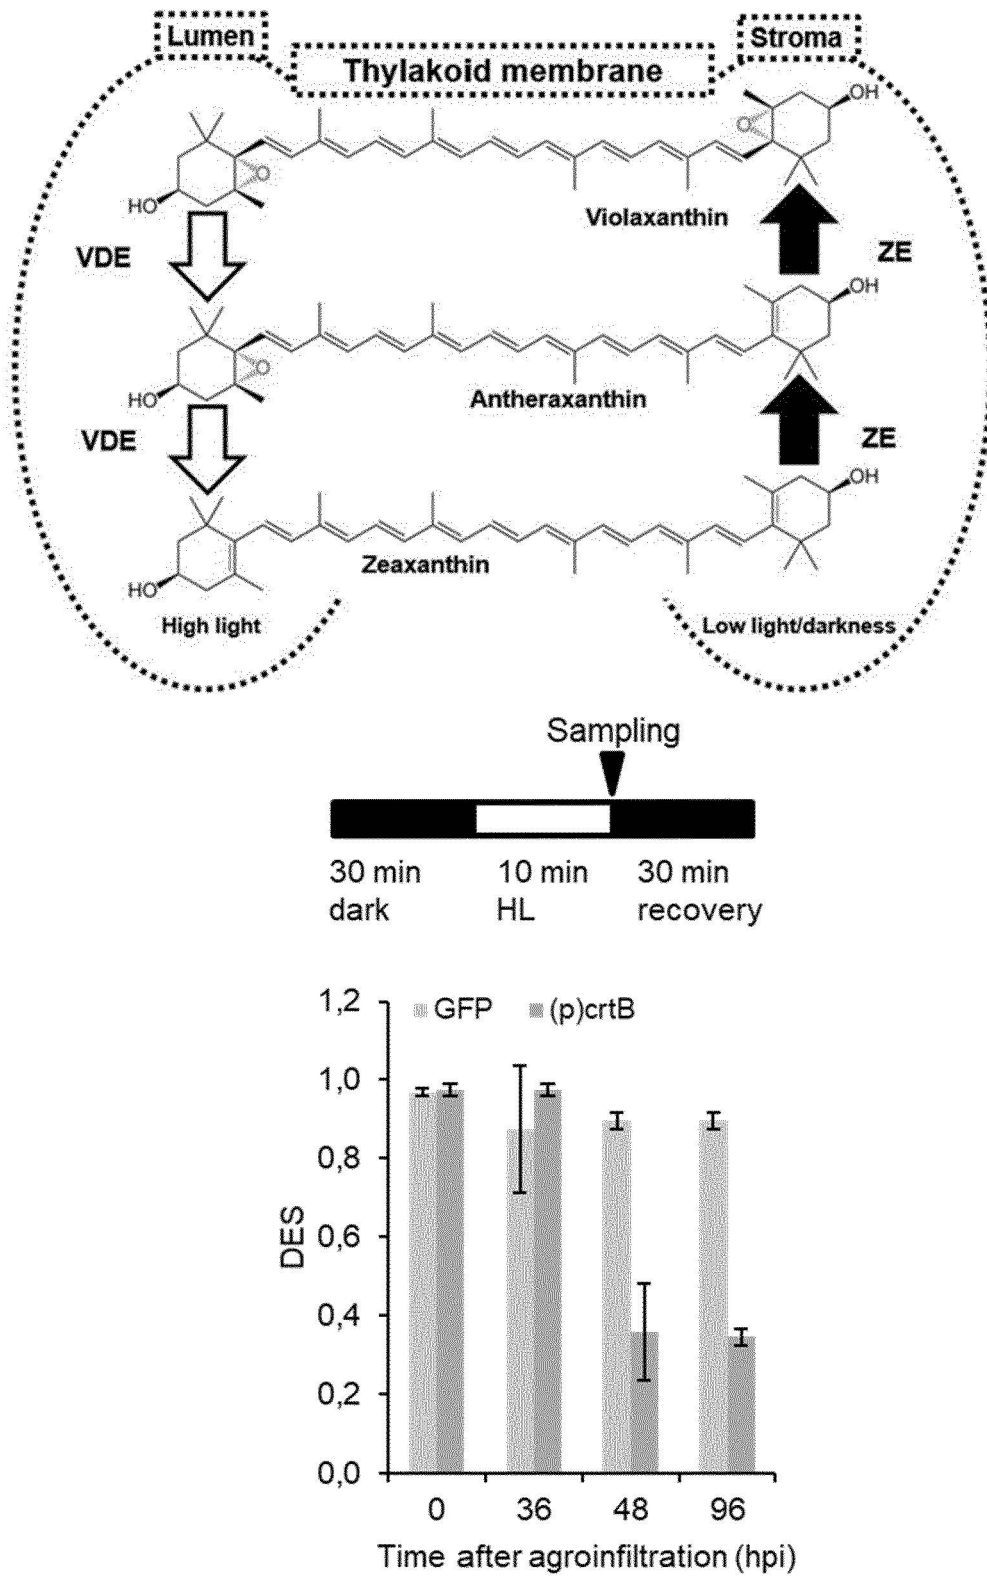 Lumen
Stroma
Thylakoid membrane
OH
O
O
HO
Violaxanthin
VDE
ZE
OH
O
HO
Antheraxanthin
VDE
ZE
OH
HO
Zeaxanthin
High light
Low light/darkness
Sampling
30 min
dark
10 min
HL
30 min
recovery
1,2
GFP
(p)crtB
1,0
0,8
0,6
0,4
0,2
0,0
DES
0
36
48
96
Time after agroinfiltration (hpi)